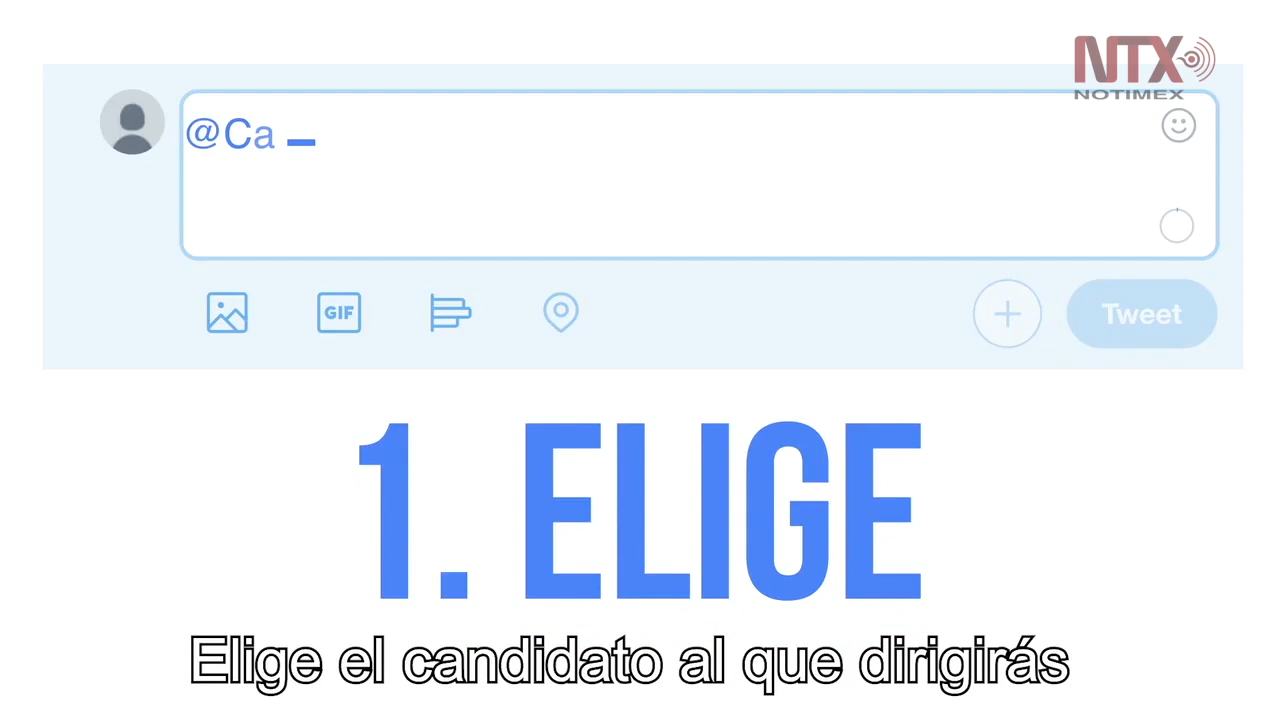 NTX
NOTIMEX
@Ca
GIF
Tweet
1. ELIGE
Elige el candidato al que dirigirás